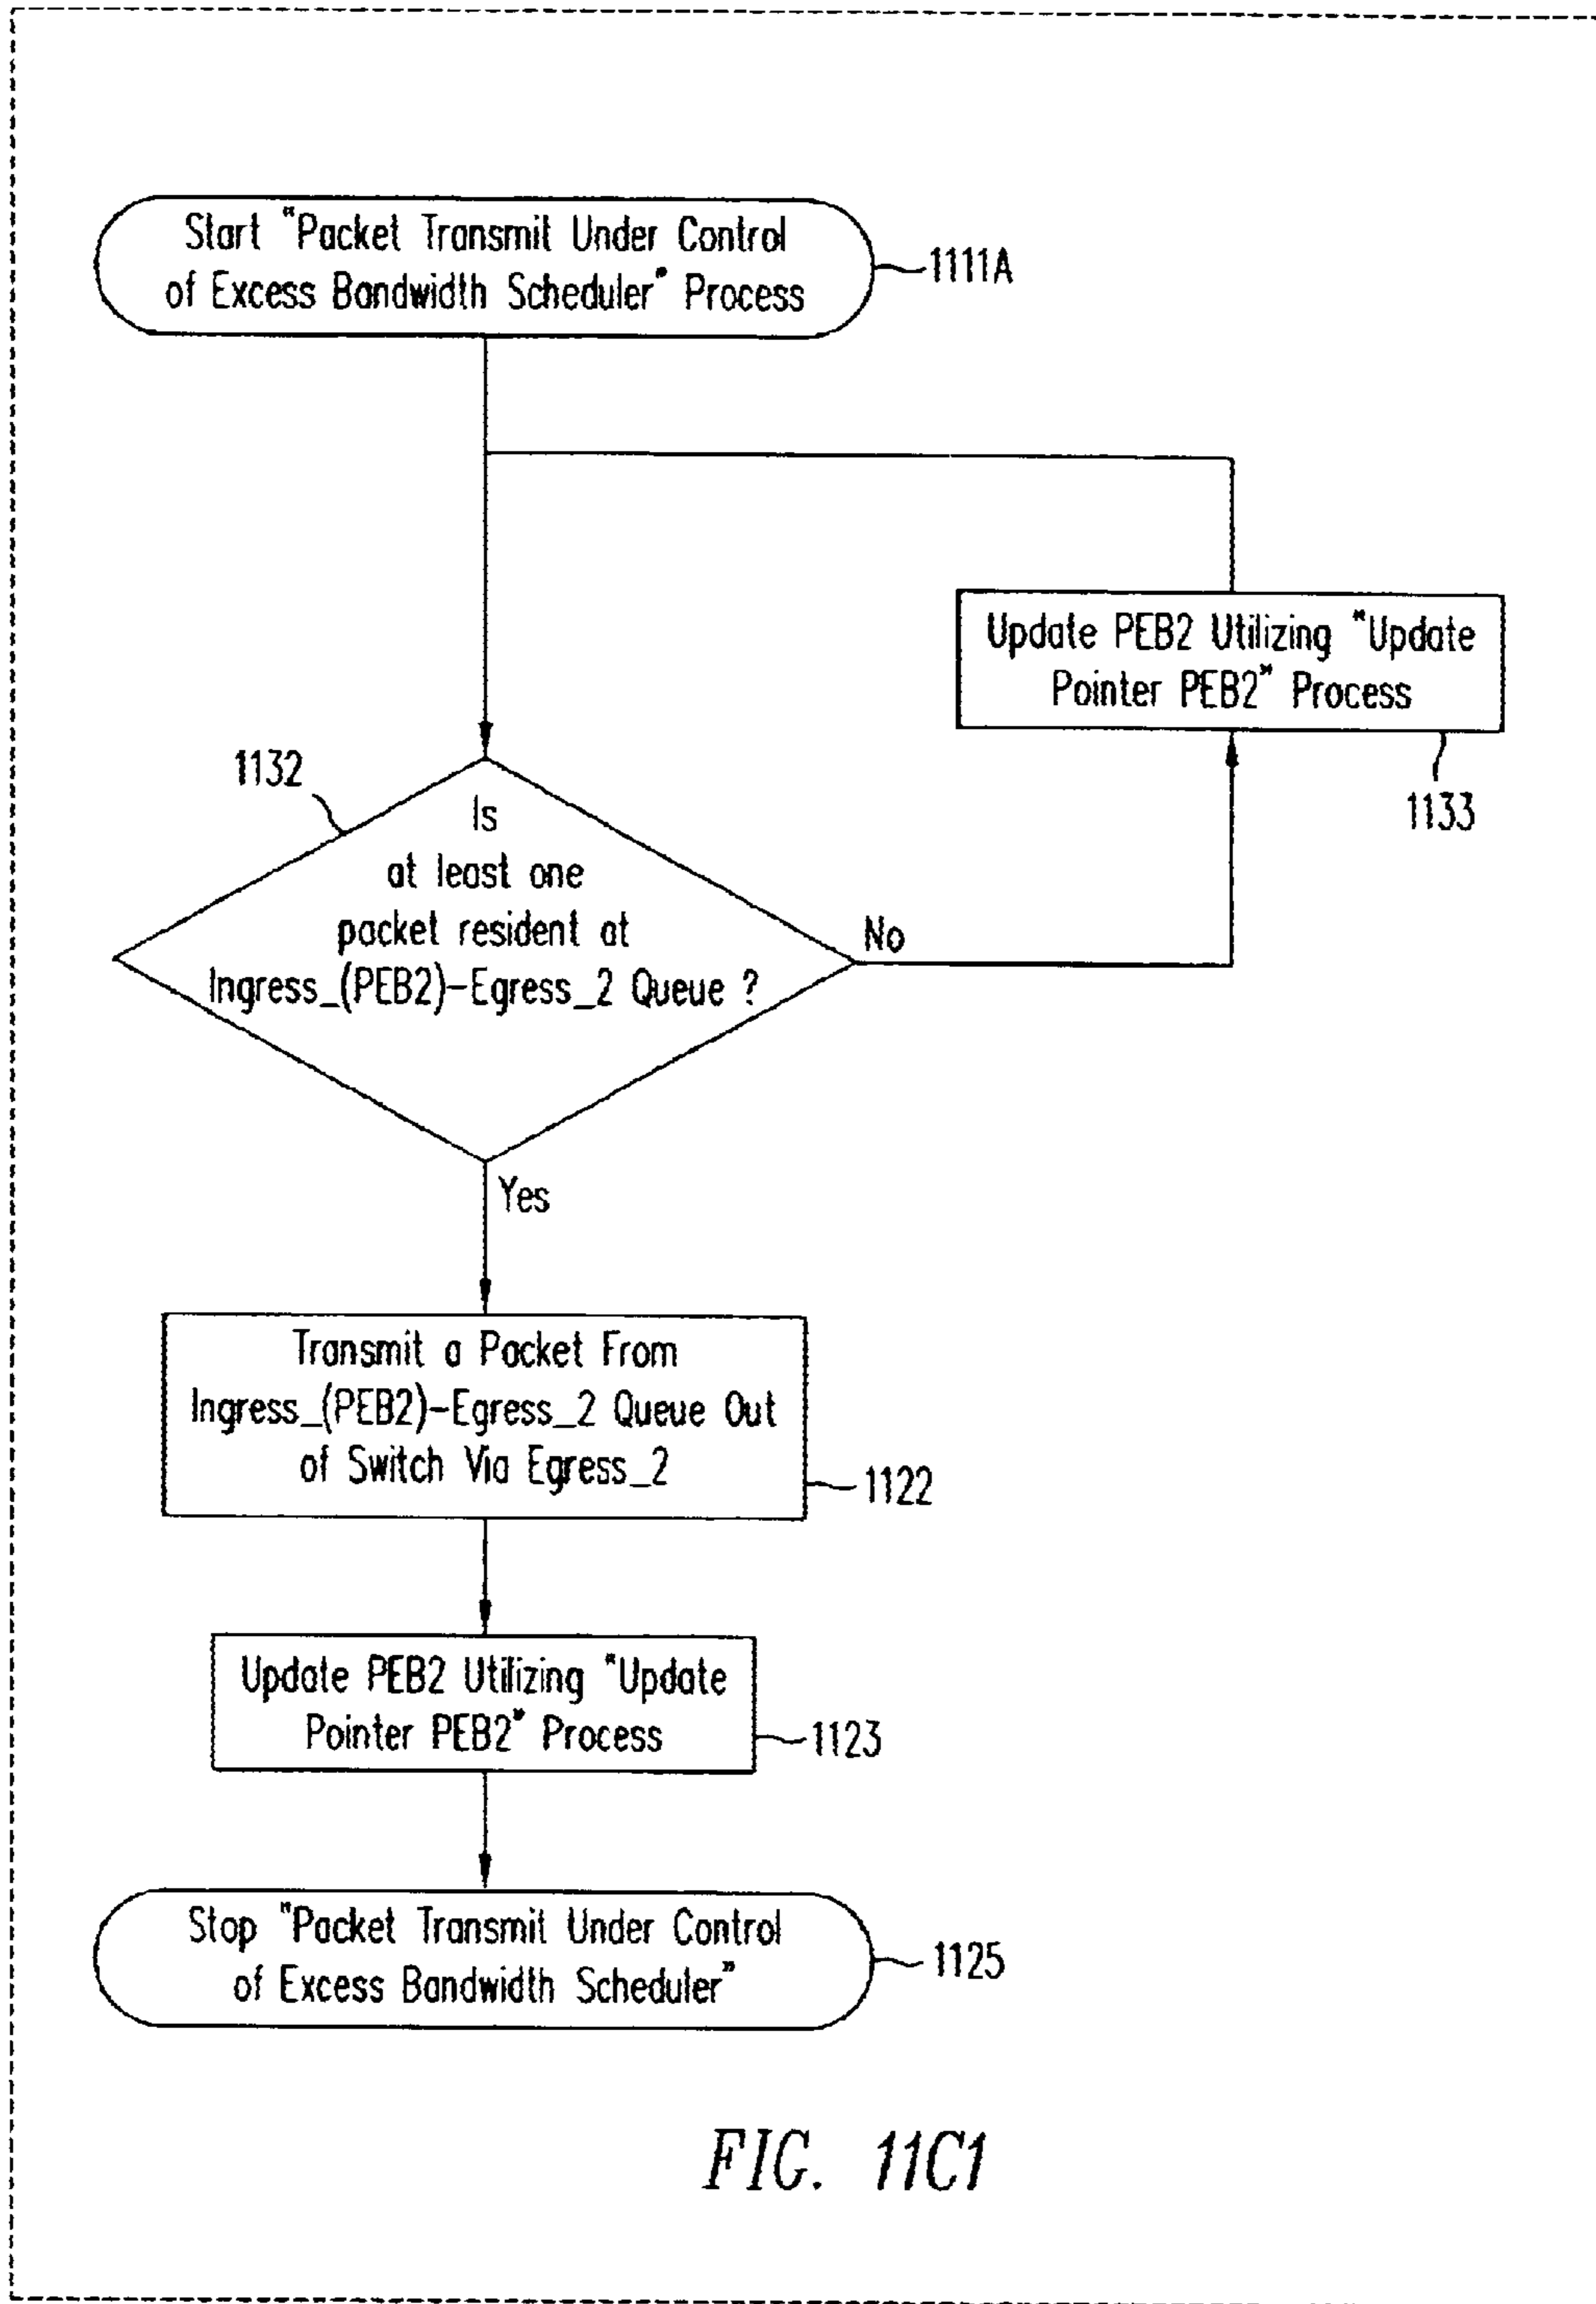 Start "Packet Transmit Under Control
of Excess Bandwidth Scheduler" Process
1111A
Update PEB2 Utilizing "Update
Pointer PEB2" Process
1133
1132
Is
at least one
packet resident at
Ingress_(PEB2)-Egress_2 Queue ?
No
Yes
Transmit a Packet From
Ingress_(PEB2)-Egress_2 Queue Out
of Switch Via Egress_2
1122
Update PEB2 Utilizing "Update
Pointer PEB2" Process
1123
Stop "Packet Transmit Under Control
of Excess Bandwidth Scheduler"
1125
FIG. 11C1